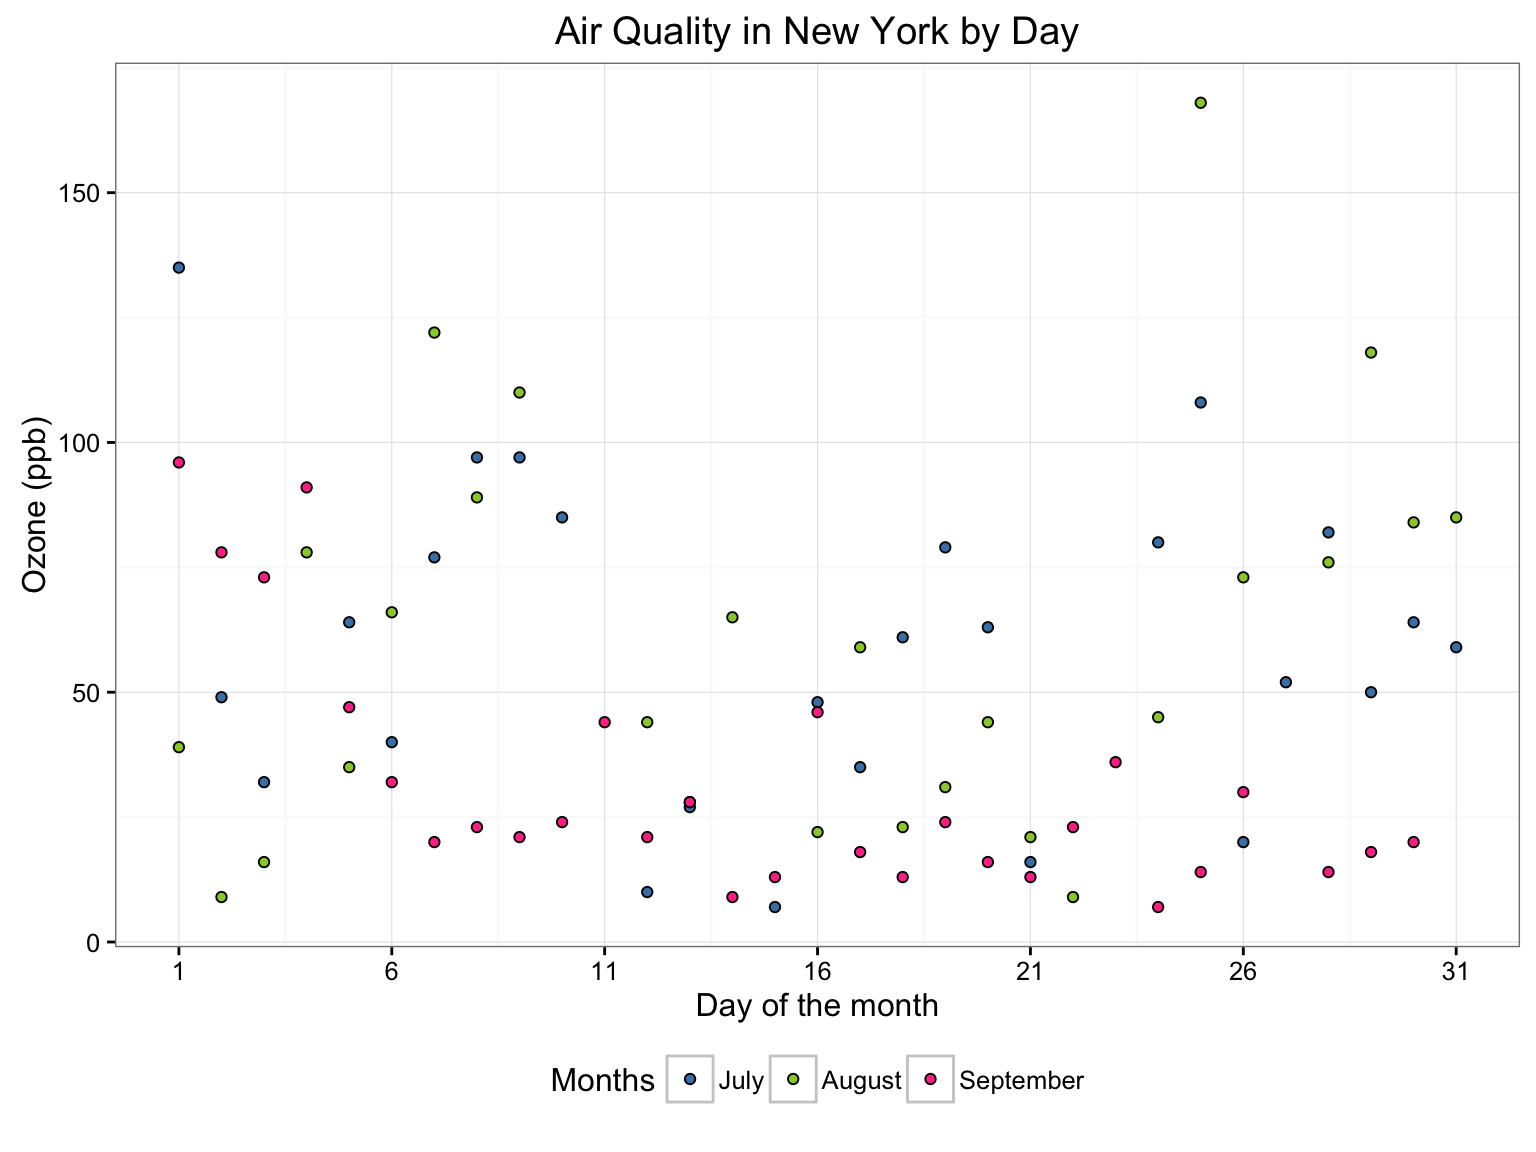 Air Quality in New York by Day
Ozone (ppb)
150
100
50
0
1 6 11 16 21 26 31
Day of the month
Months July August September